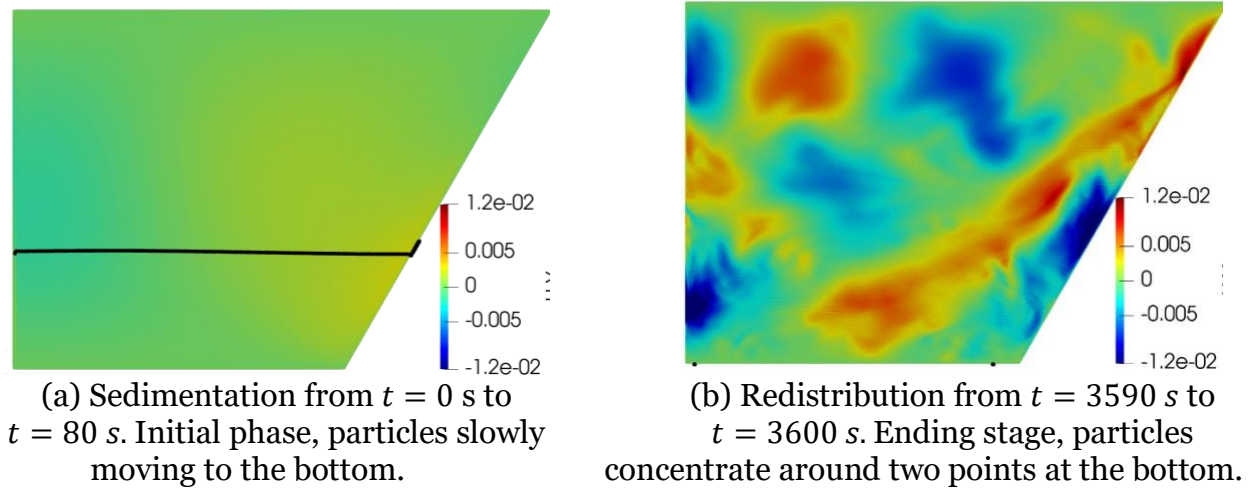 1.2e-02
0.005
0
-0.005
-1.2e-02
(a) Sedimentation from t = 0 s to
t = 80 s. Initial phase, particles slowly
moving to the bottom.
1.2e-02
0.005
0
-0.005
-1.2e-02
(b) Redistribution from t = 3590 s to
t = 3600 s. Ending stage, particles
concentrate around two points at the bottom.